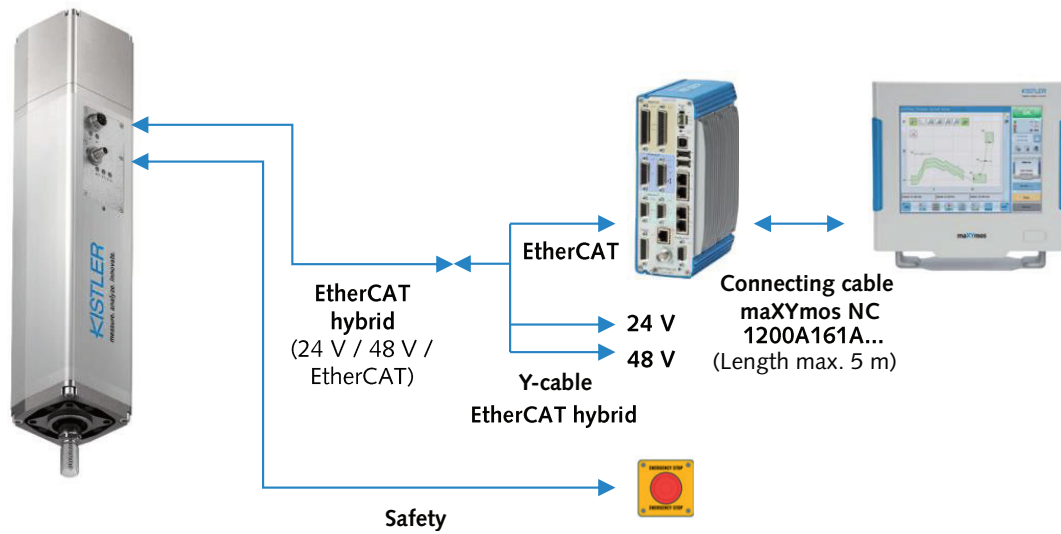 KISTLER
measure. analyze. innovate.
EtherCAT
hybrid
(24 V / 48 V /
EtherCAT)
EtherCAT
24 V
48 V
Y-cable
EtherCAT hybrid
KISTLER
maXYmos
Connecting cable
maXYmos NC
1200A161A...
(Length max. 5 m)
EMERGENCY STOP
EMERGENCY STOP
Safety